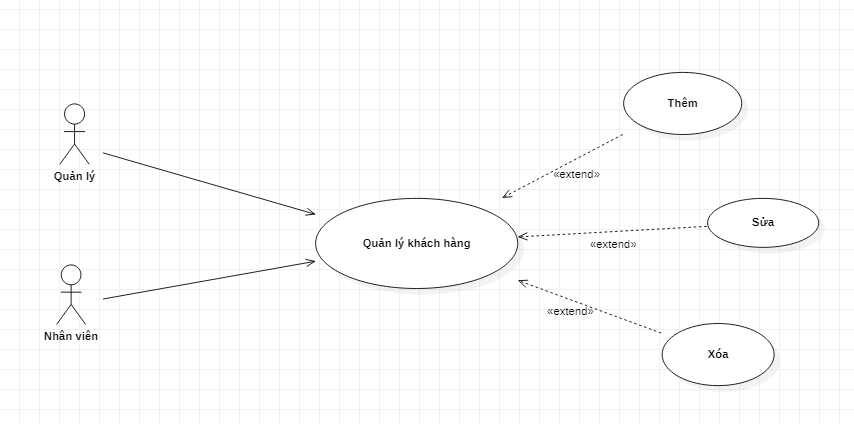 Thêm
Quản lý
«extend»
Sửa
Quản lý khách hàng
«extend»
Nhân viên
«extend»
Xóa